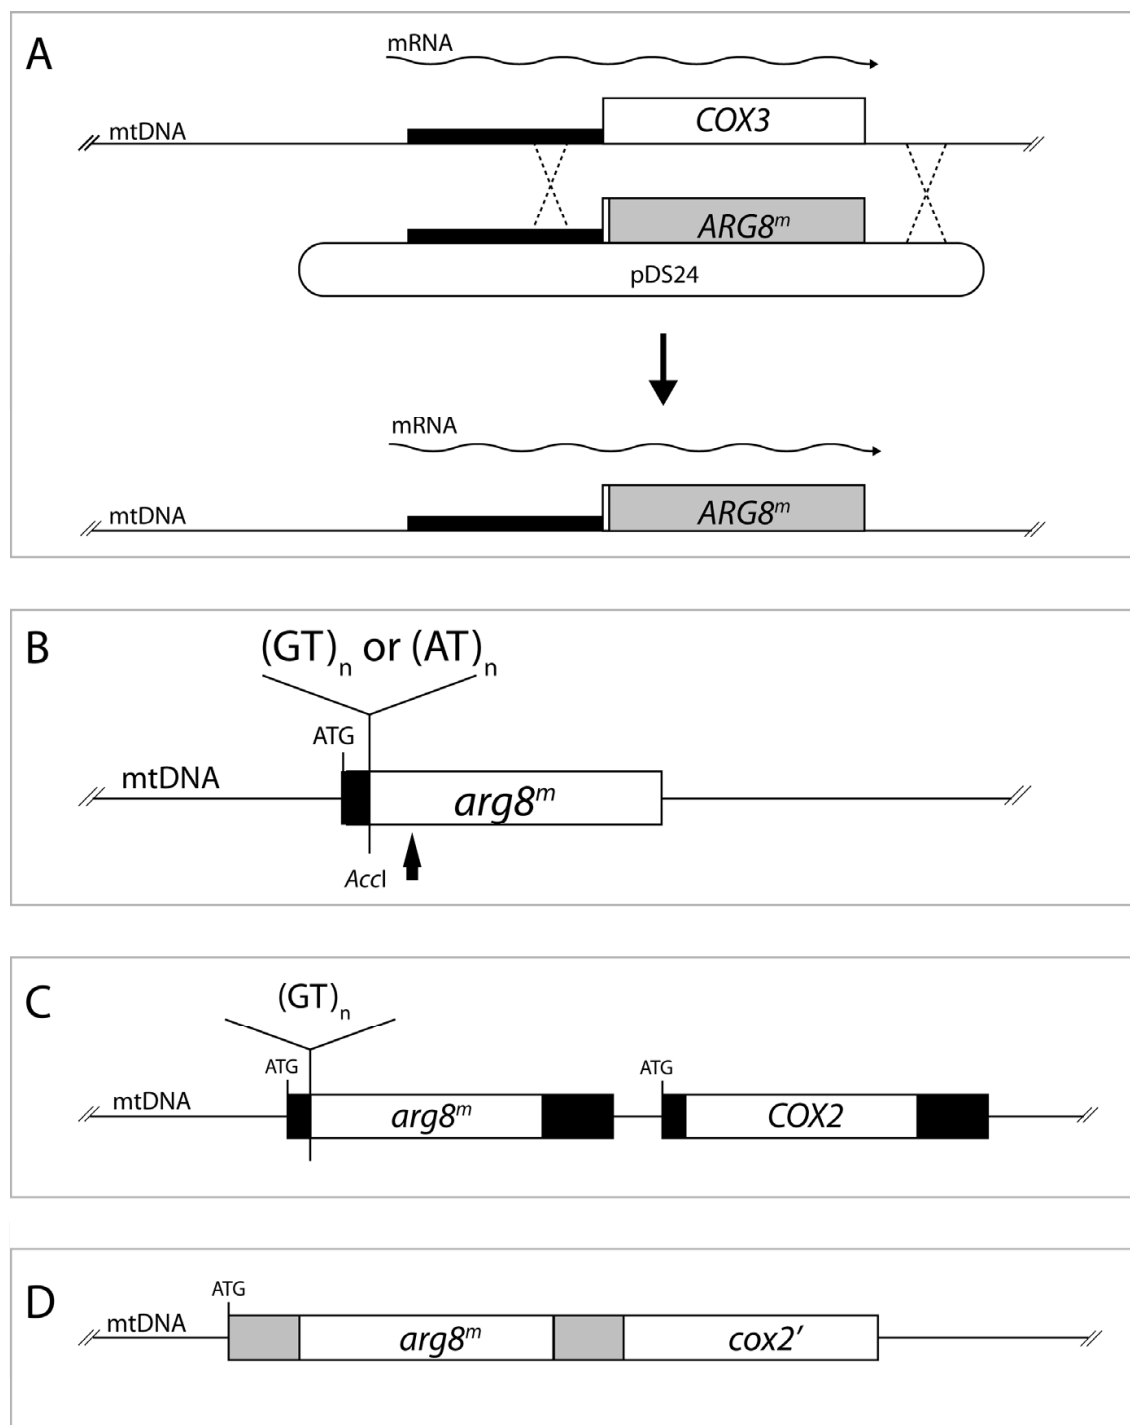 A
mRNA
mtDNA
COX3
ARG8m
pDS24
mRNA
mtDNA
ARG8m
B
(GT)n or (AT)n
ATG
mtDNA
arg8m
AccI
C
(GT)n
ATG
ATG
mtDNA
arg8m
COX2
D
ATG
mtDNA
arg8m
cox2′